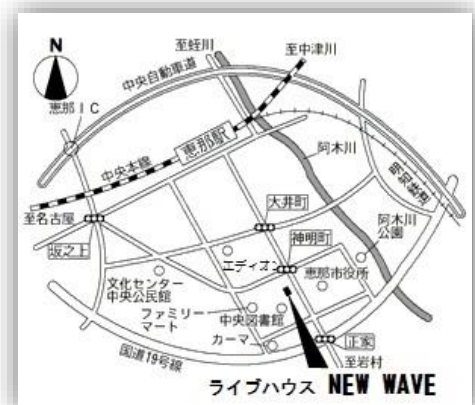 N
至蛭川
至中津川
中央自動車道
恵那IC
恵那駅
中央本線
阿木川
明知鉄道
至名古屋
大井町
阿木川
公園
坂之上
神明町
エディオン
文化センター
中央公民館
恵那市役所
ファミリー
マート
中央図書館
カーマ
正家
国道19号線
至岩村
ライブハウス NEW WAVE